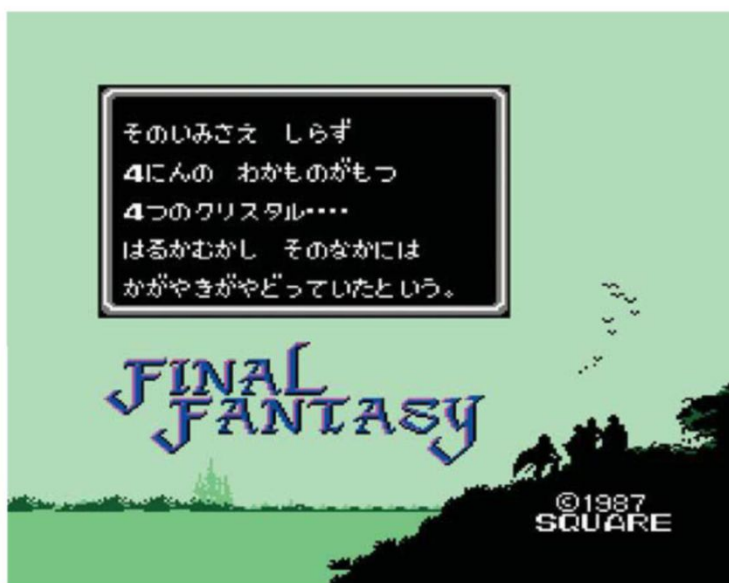 そのいみさえ　しらず
4にんの　わかものがもつ
4つのクリスタル‥‥
はるかむかし　そのなかには
かがやきがやどっていたという。
FINAL
FANTASY
©1987
SQUARE